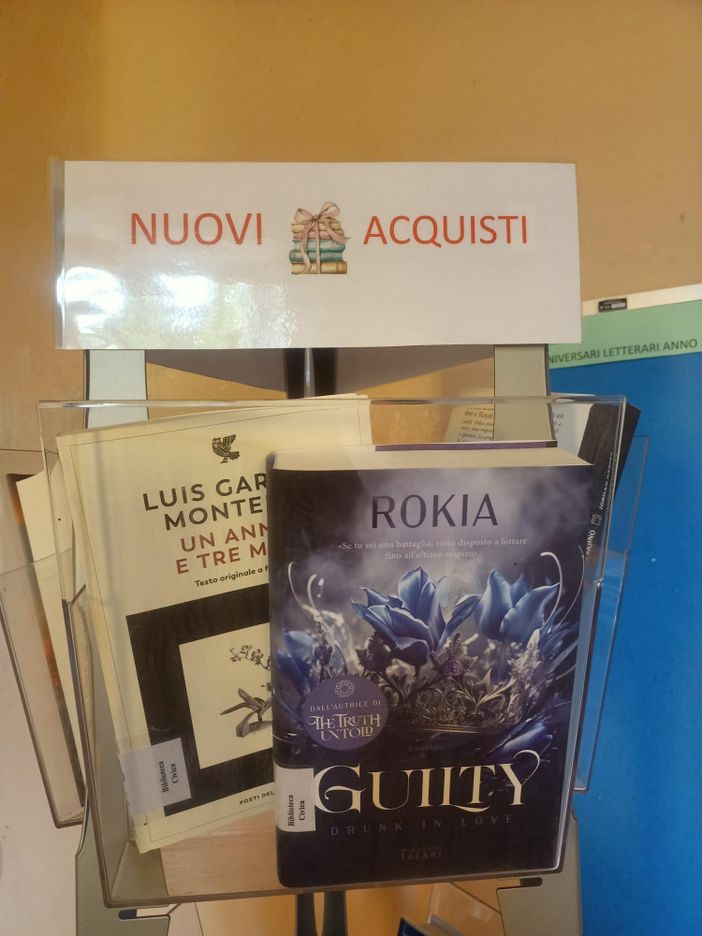 NUOVI ACQUISTI
NIVERSARI LETTERARI ANNO
LUIS GAR
MONTE
UN ANN
E TRE M
Testo originale a f
POETI DEL
Biblioteca
Civica
ROKIA
«Se tu sei una battaglia, sono disposto a lottare
fino all'ultimo respiro».
DALL'AUTRICE DI
THE TRUTH
UNTOLD
ROMANZO
GUILTY
DRUNK IN LOVE
Biblioteca
Civica
MAGAZZINI
SALANI